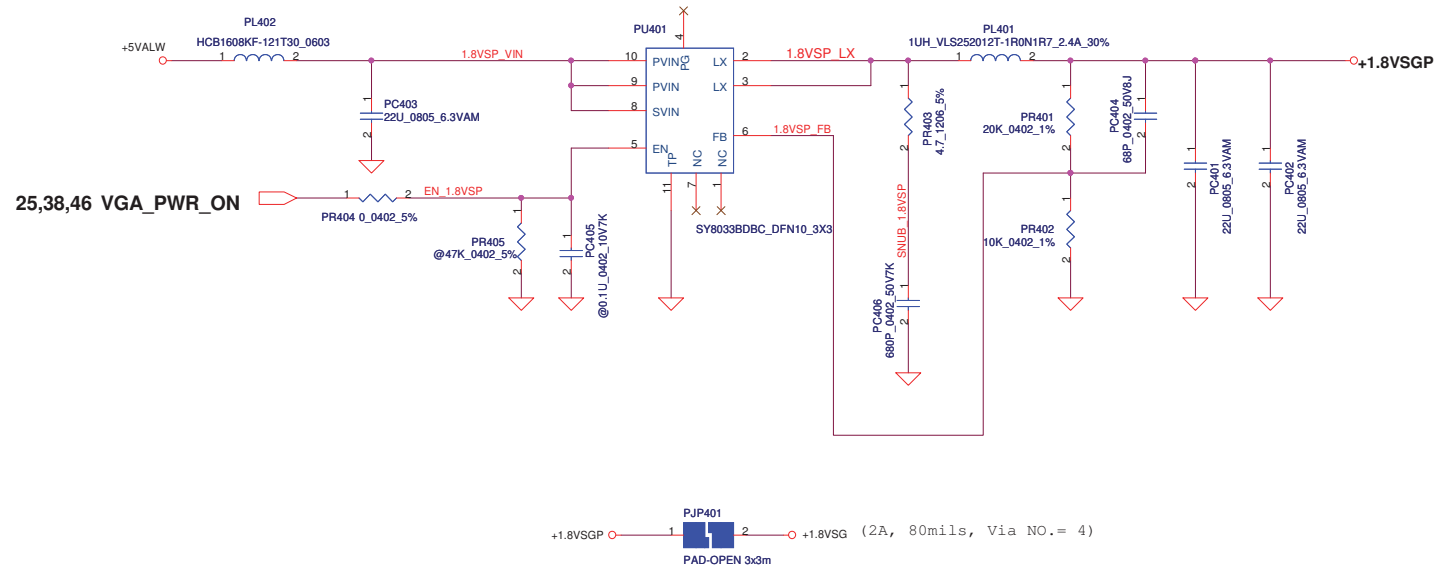 PL402
HCB1608KF-121T30_0603
+5VALW
1
2
1.8VSP_VIN
PC403
22U_0805_6.3VAM
1
2
PU401
4
PG
10
PVIN
9
PVIN
8
SVIN
5
EN
TP
11
NC
7
NC
1
LX
2
LX
3
FB
6
SY8033BDBC_DFN10_3X3
1.8VSP_LX
1.8VSP_FB
PL401
1UH_VLS252012T-1R0N1R7_2.4A_30%
1
2
+1.8VSGP
PR403
4.7_1206_5%
1
2
SNUB_1.8VSP
PC406
680P_0402_50V7K
1
2
PR401
20K_0402_1%
1
2
PC404
68P_0402_50V8J
1
2
PR402
10K_0402_1%
1
2
PC401
22U_0805_6.3VAM
1
2
PC402
22U_0805_6.3VAM
1
2
25,38,46 VGA_PWR_ON
1
2
PR404 0_0402_5%
EN_1.8VSP
PR405
@47K_0402_5%
1
2
PC405
@0.1U_0402_10V7K
1
2
PJP401
+1.8VSGP
1
2
+1.8VSG
(2A, 80mils, Via NO.= 4)
PAD-OPEN 3x3m